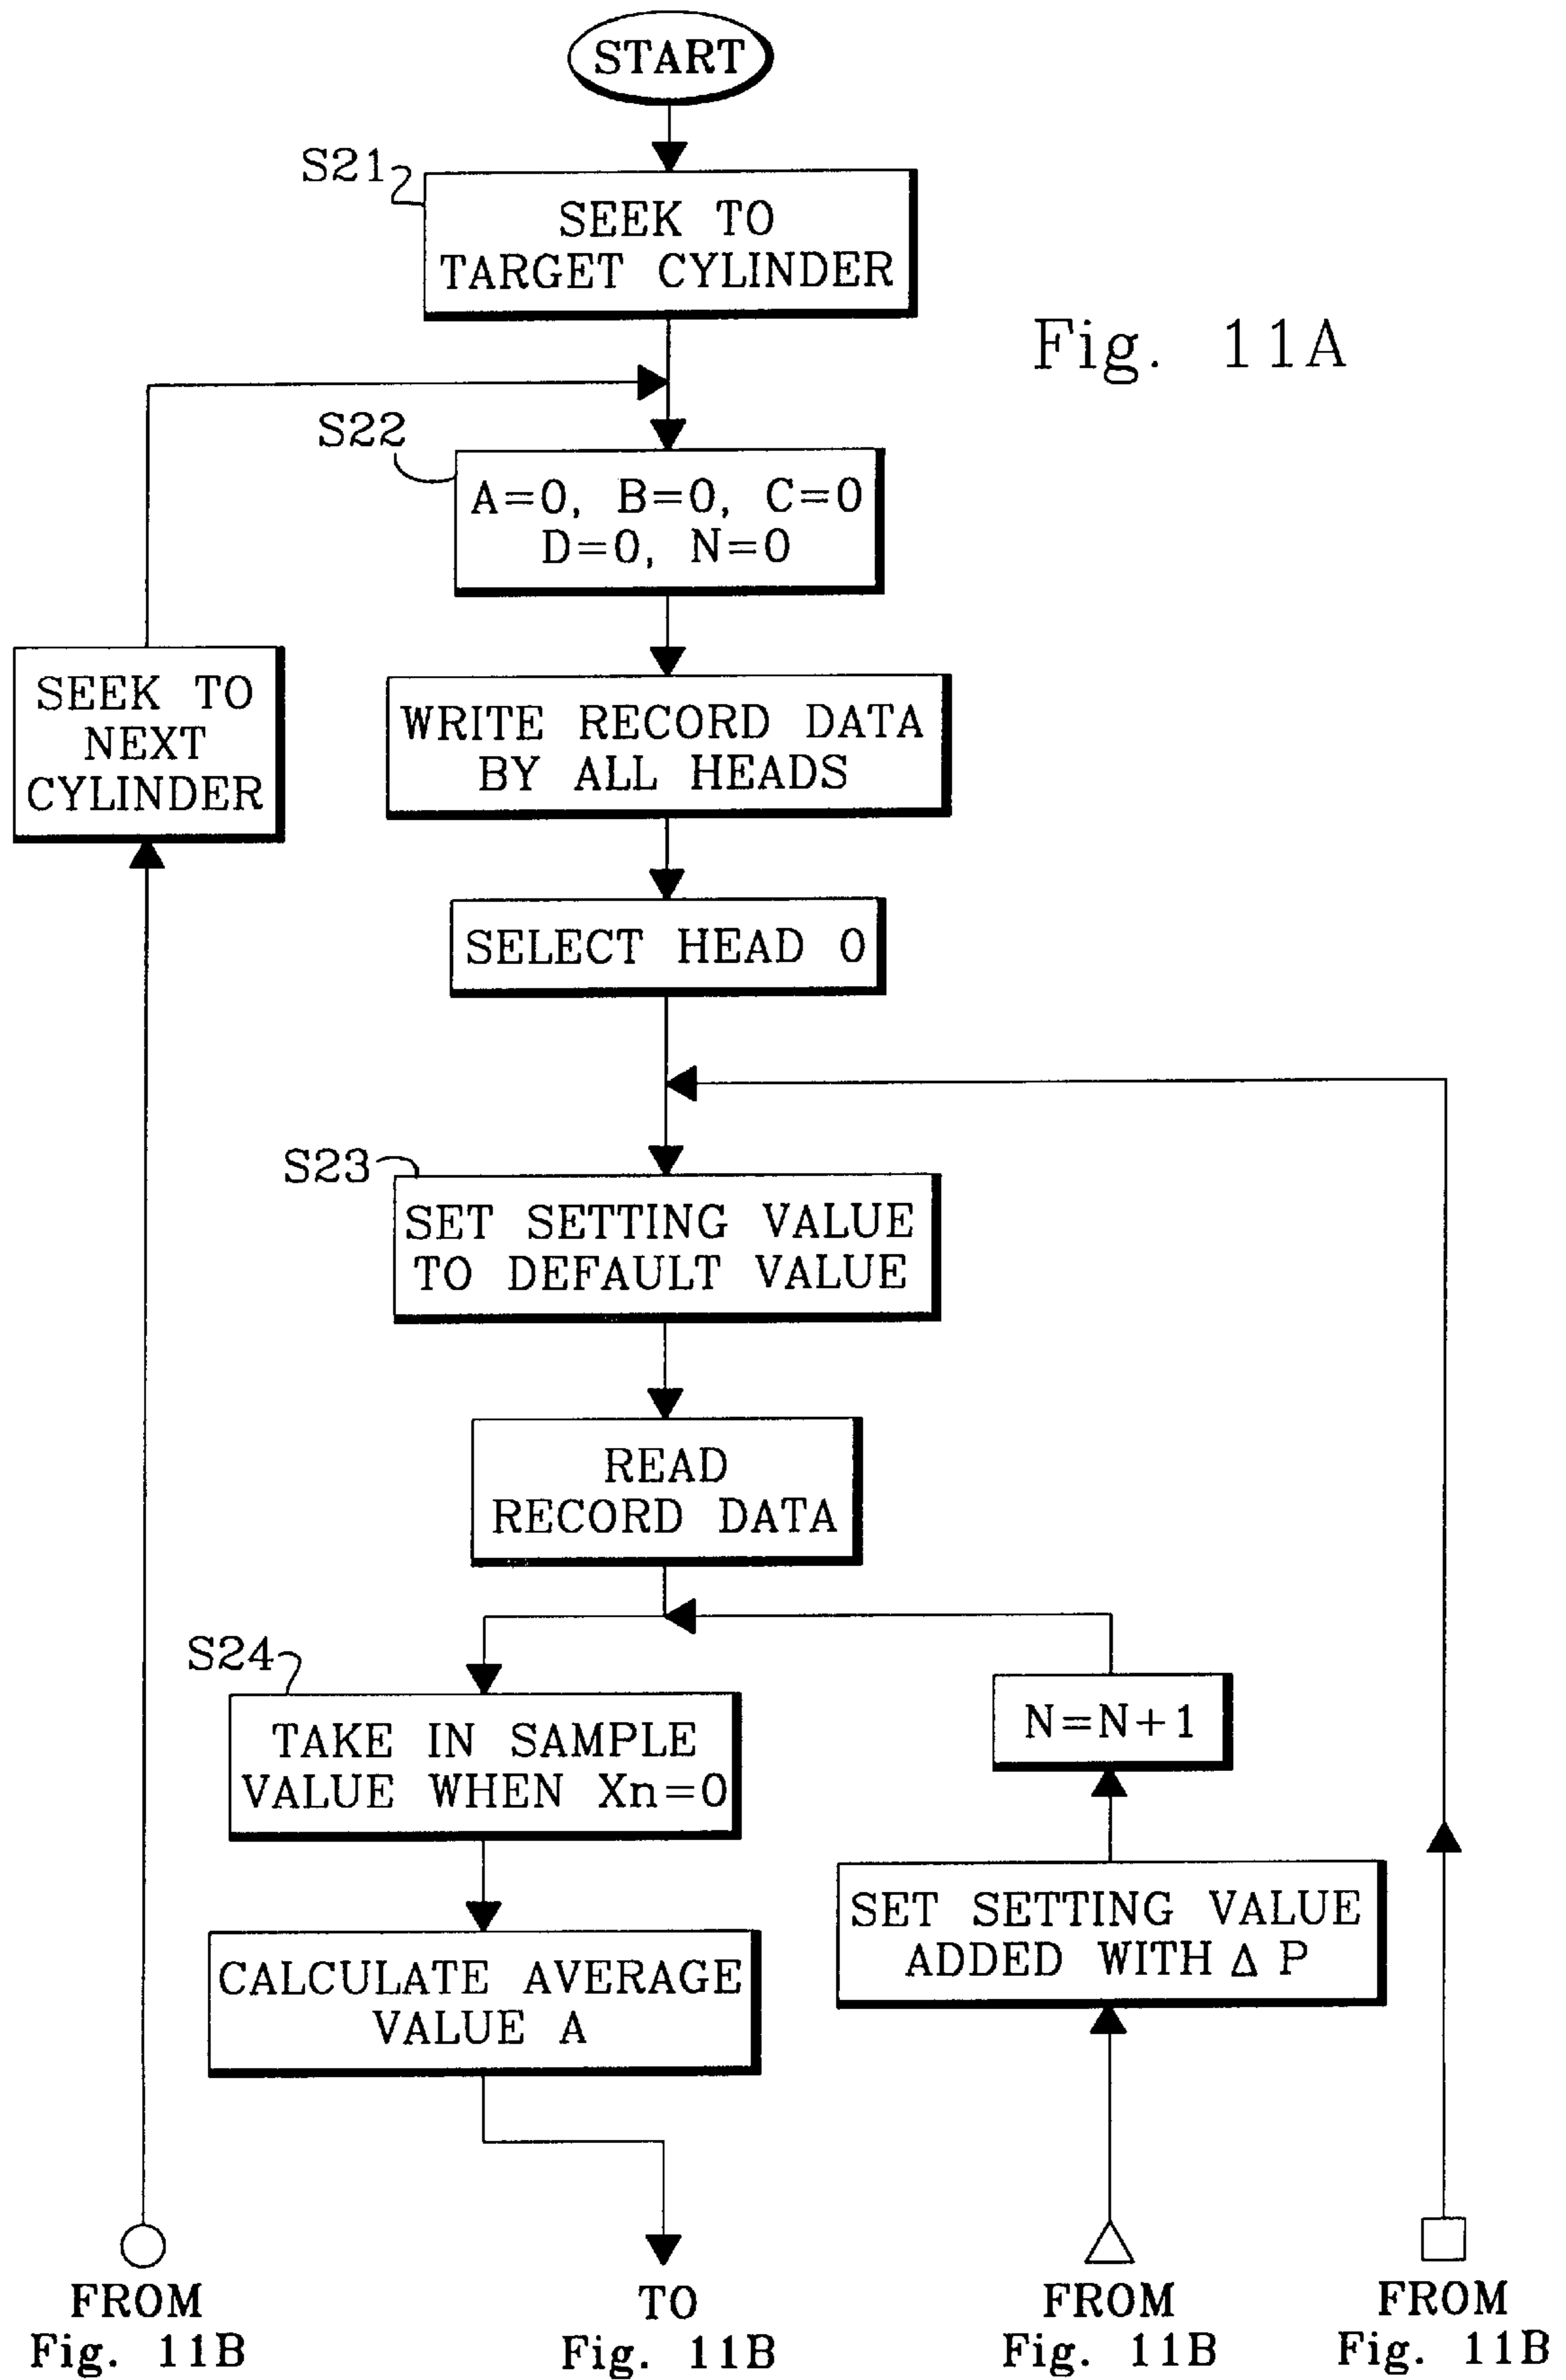 START
S21
SEEK TO
TARGET CYLINDER
Fig. 11A
S22
A=0, B=0, C=0
D=0, N=0
SEEK TO
NEXT
CYLINDER
WRITE RECORD DATA
BY ALL HEADS
SELECT HEAD 0
S23
SET SETTING VALUE
TO DEFAULT VALUE
READ
RECORD DATA
S24
TAKE IN SAMPLE
VALUE WHEN Xn=0
N=N+1
CALCULATE AVERAGE
VALUE A
SET SETTING VALUE
ADDED WITH Δ P
FROM
Fig. 11B
TO
Fig. 11B
FROM
Fig. 11B
FROM
Fig. 11B